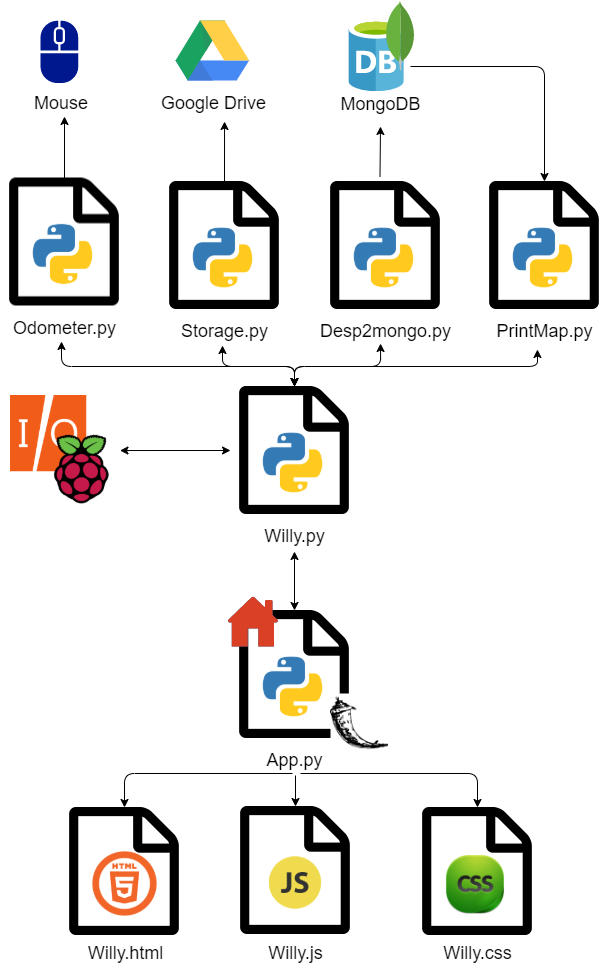 Mouse
Google Drive
DB
MongoDB
Odometer.py
Storage.py
Desp2mongo.py
PrintMap.py
I/O
Willy.py
App.py
HTML
5
JS
CSS
Willy.html
Willy.js
Willy.css